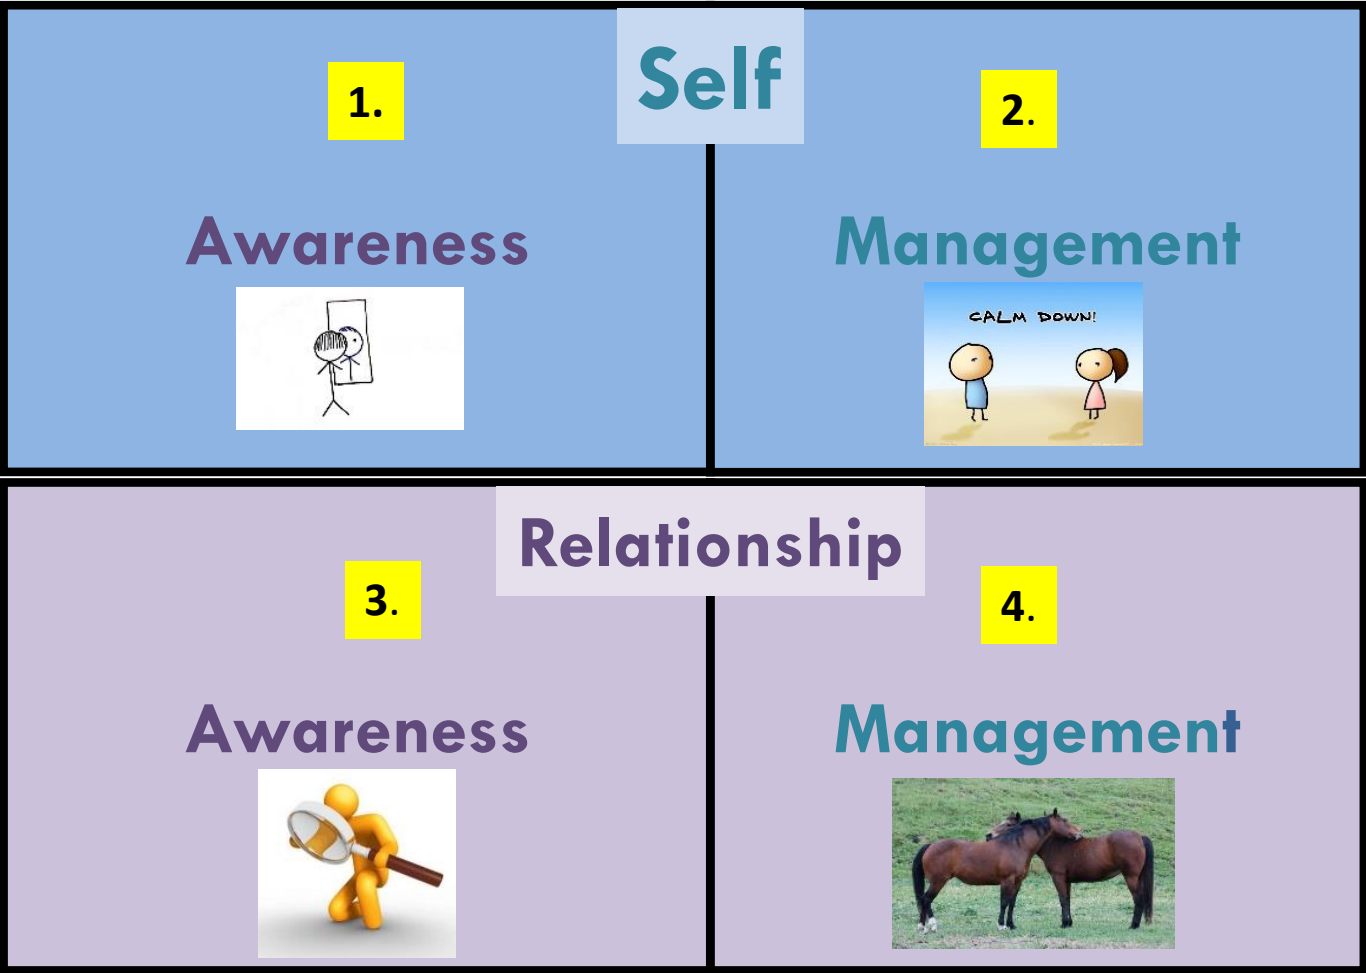 Self
1.
2.
Awareness
Management
CALM DOWN!
Relationship
3.
4.
Awareness
Management